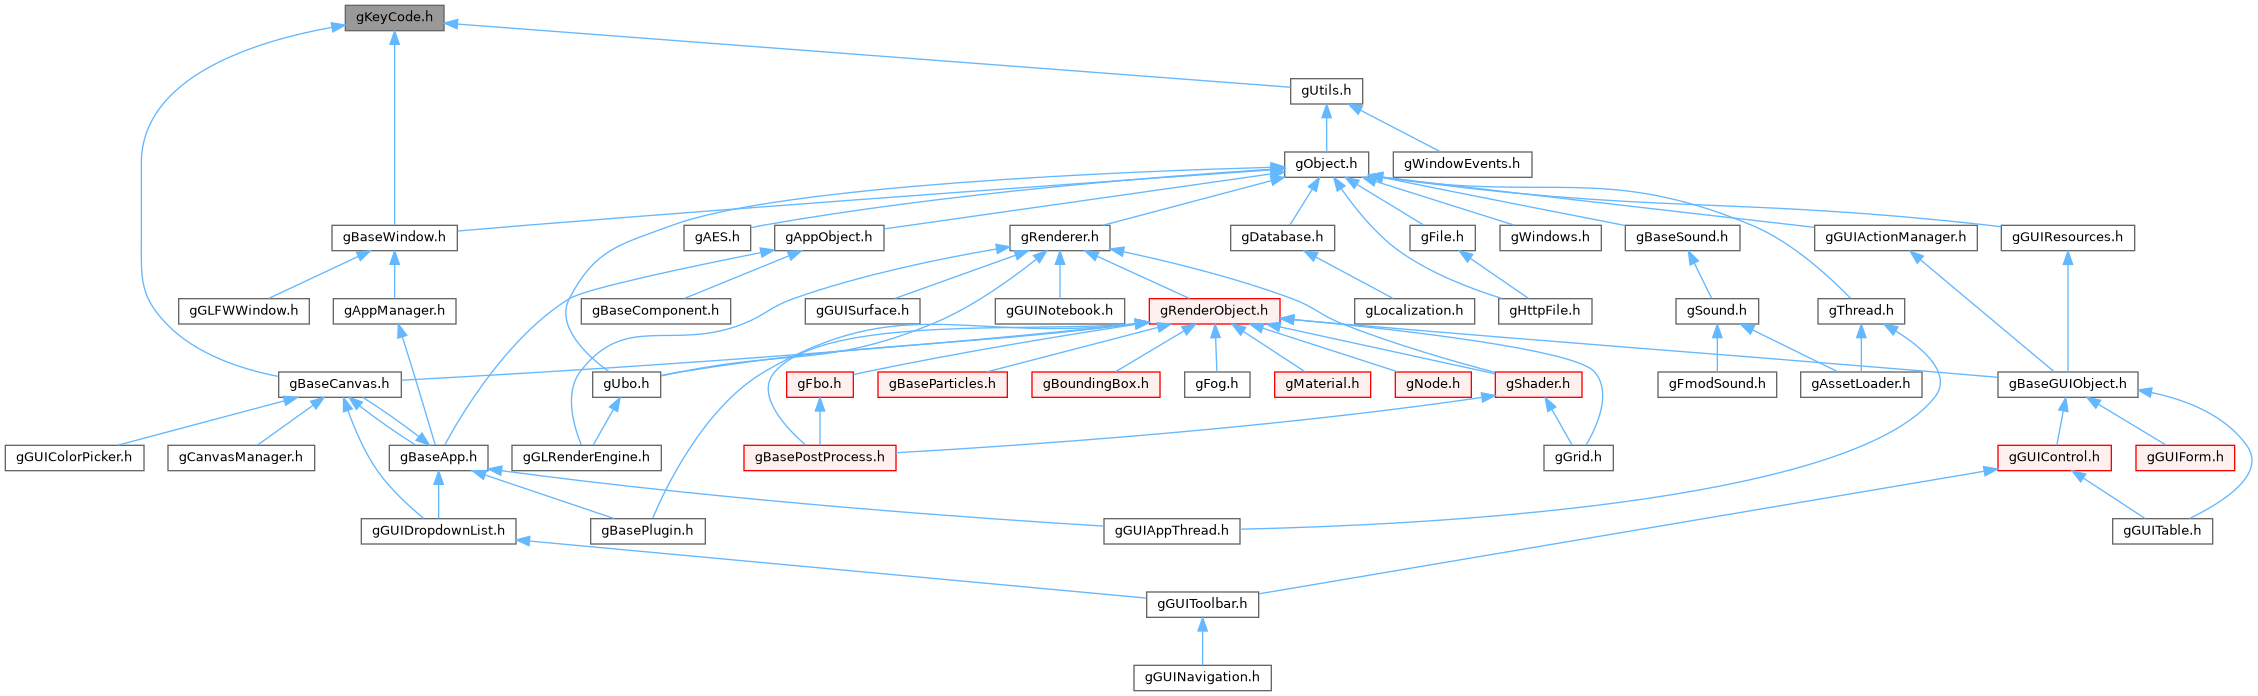 gKeyCode.h
gUtils.h
gObject.h
gWindowEvents.h
gBaseWindow.h
gAES.h
gAppObject.h
gRenderer.h
gDatabase.h
gFile.h
gWindows.h
gBaseSound.h
gGUIActionManager.h
gGUIResources.h
gGLFWWindow.h
gAppManager.h
gBaseComponent.h
gGUISurface.h
gGUINotebook.h
gRenderObject.h
gLocalization.h
gHttpFile.h
gSound.h
gThread.h
gBaseCanvas.h
gUbo.h
gFbo.h
gBaseParticles.h
gBoundingBox.h
gFog.h
gMaterial.h
gNode.h
gShader.h
gFmodSound.h
gAssetLoader.h
gBaseGUIObject.h
gGUIColorPicker.h
gCanvasManager.h
gBaseApp.h
gGLRenderEngine.h
gBasePostProcess.h
gGrid.h
gGUIControl.h
gGUIForm.h
gGUIDropdownList.h
gBasePlugin.h
gGUIAppThread.h
gGUITable.h
gGUIToolbar.h
gGUINavigation.h